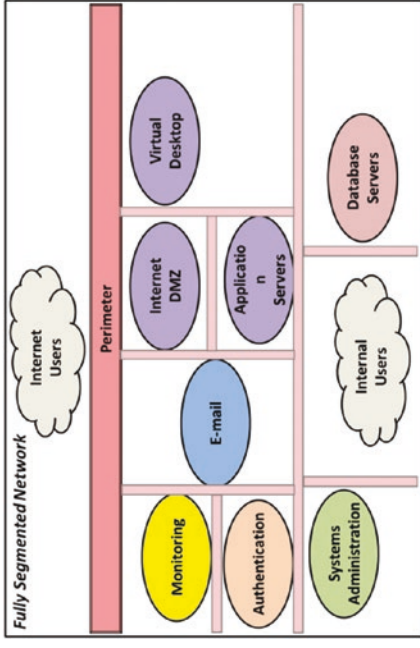 Fully Segmented Network
Internet
Users
Perimeter
Monitoring
Authentication
E-mail
Internet
DMZ
Applicatio
n
Servers
Virtual
Desktop
Systems
Administration
Internal
Users
Database
Servers